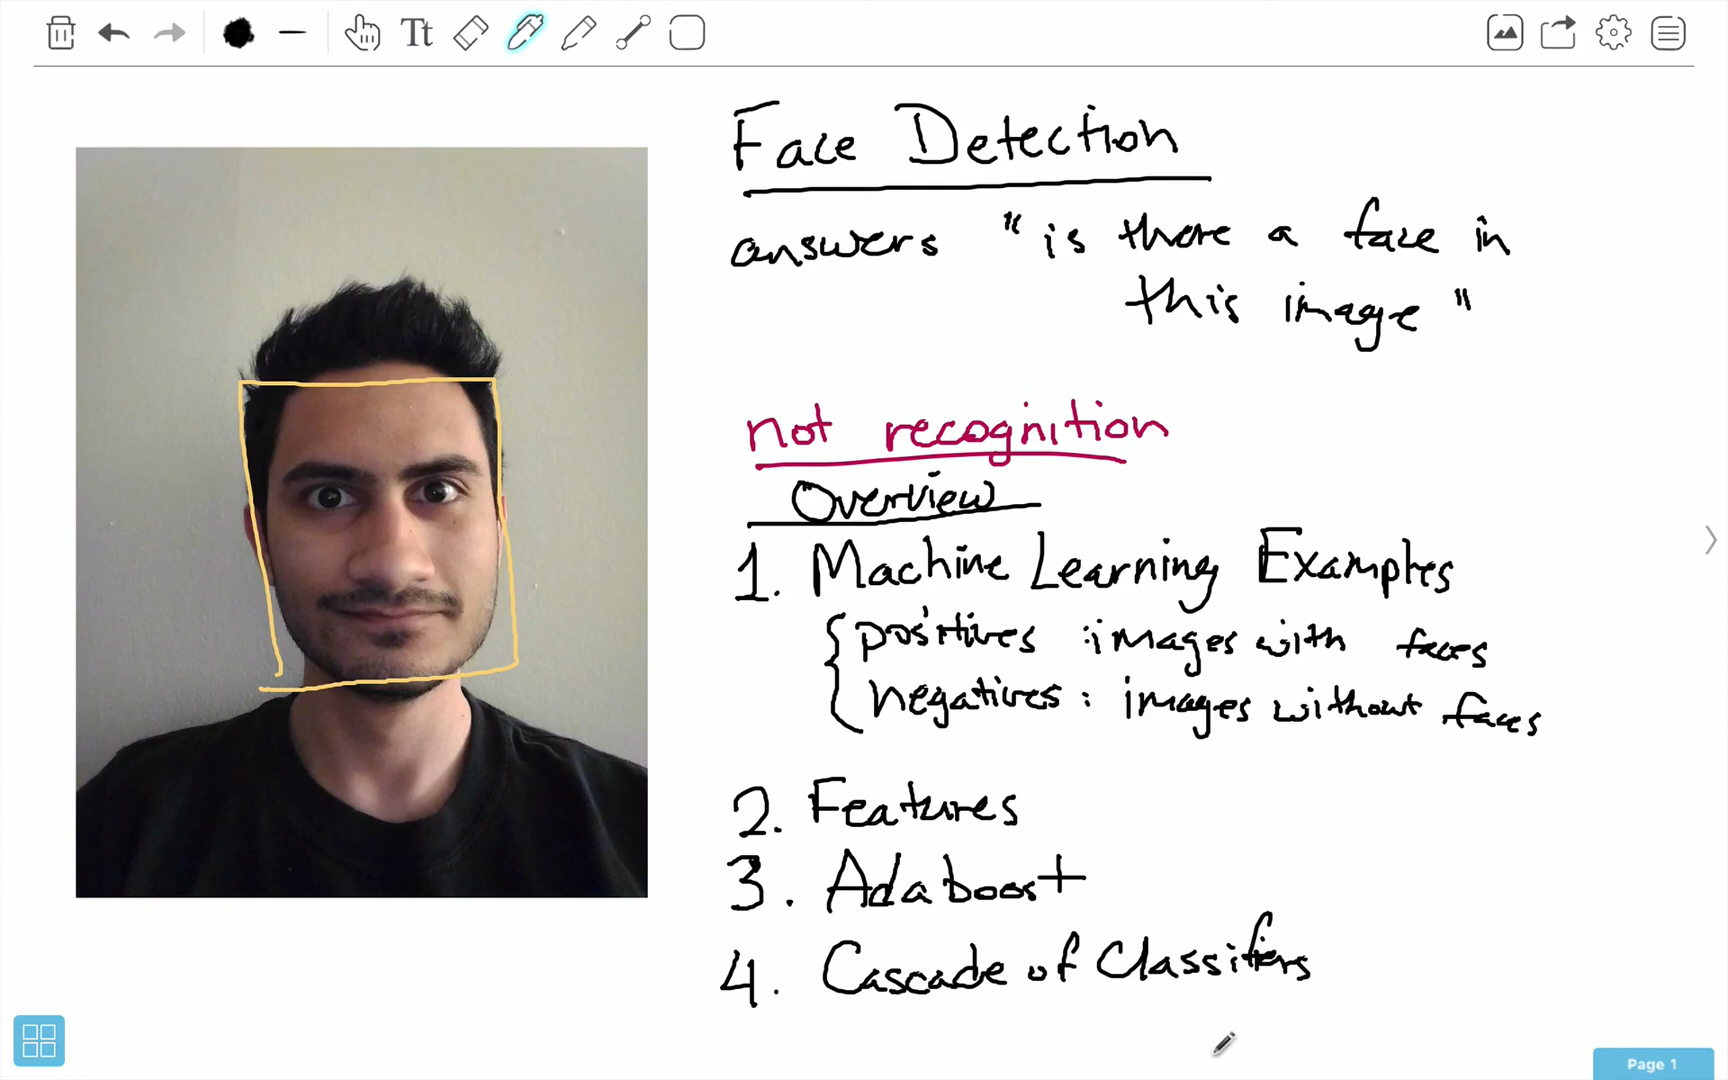 Tt
Face Detection
answers "is there a face in
this image"
not recognition
Overview
1. Machine Learning Examples
positives : images with faces
negatives : images without faces
2. Features
3. Adaboost
4. Cascade of Classifiers
Page 1